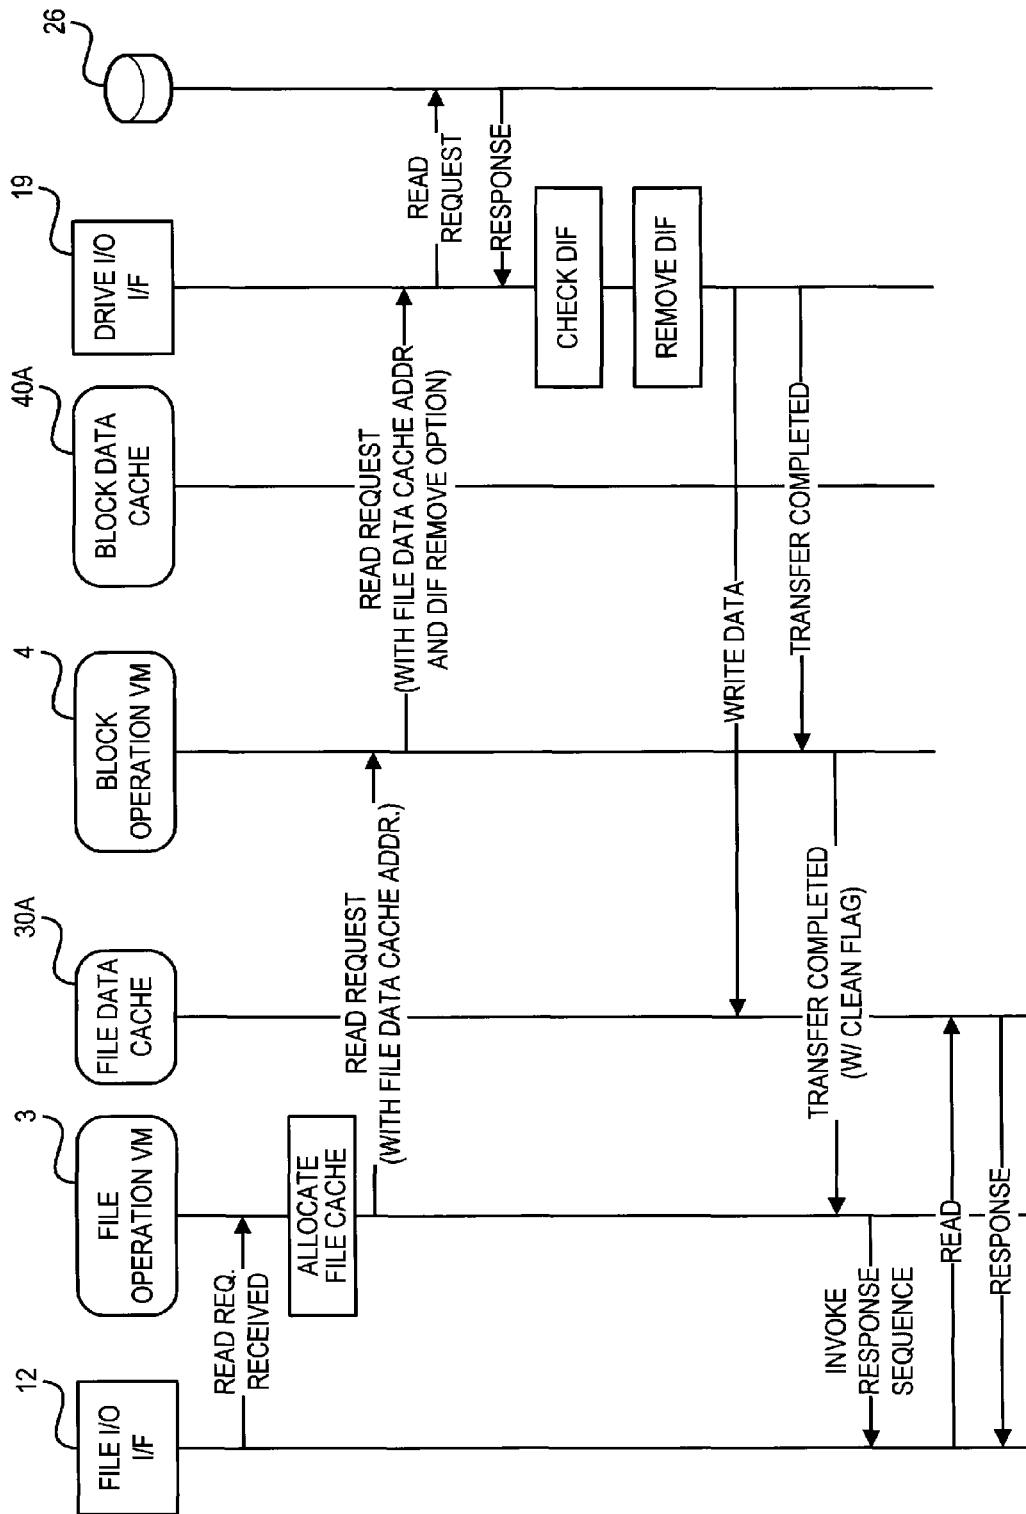 12
FILE I/O
I/F
3
FILE
OPERATION VM
30A
FILE DATA
CACHE
4
BLOCK
OPERATION VM
40A
BLOCK DATA
CACHE
19
DRIVE I/O
I/F
26
READ REQ.
RECEIVED
ALLOCATE
FILE CACHE
READ REQUEST
(WITH FILE DATA CACHE ADDR.)
READ REQUEST
(WITH FILE DATA CACHE ADDR
AND DIF REMOVE OPTION)
READ
REQUEST
RESPONSE
CHECK DIF
REMOVE DIF
WRITE DATA
TRANSFER COMPLETED
TRANSFER COMPLETED
(W/ CLEAN FLAG)
INVOKE
RESPONSE
SEQUENCE
READ
RESPONSE